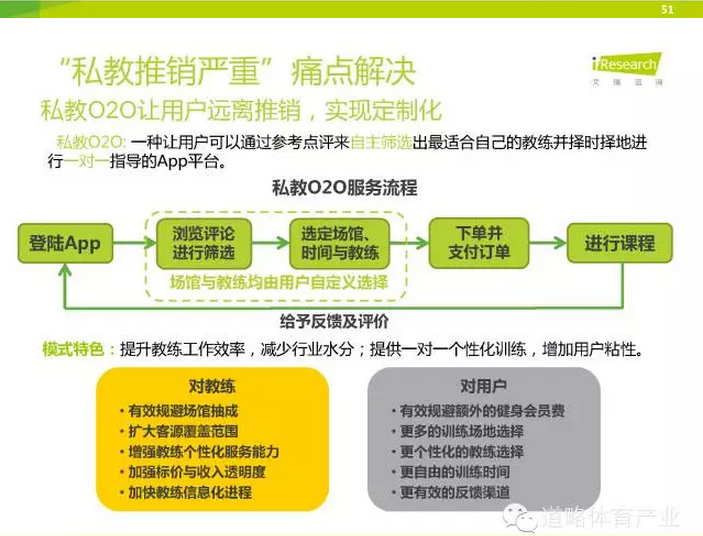 51
“私教推销严重”痛点解决
iResearch
艾瑞咨询
私教O2O让用户远离推销，实现定制化
私教O2O: 一种让用户可以通过参考点评来自主筛选出最适合自己的教练并择时择地进
行一对一指导的App平台。
私教O2O服务流程
登陆App
浏览评论
进行筛选
选定场馆、
时间与教练
下单并
支付订单
进行课程
场馆与教练均由用户自定义选择
给予反馈及评价
模式特色：提升教练工作效率，减少行业水分；提供一对一个性化训练，增加用户粘性。
对教练
• 有效规避场馆抽成
• 扩大客源覆盖范围
• 增强教练个性化服务能力
• 加强标价与收入透明度
• 加快教练信息化进程
对用户
• 有效规避额外的健身会员费
• 更多的训练场地选择
• 更个性化的教练选择
• 更自由的训练时间
• 更有效的反馈渠道
道略体育产业